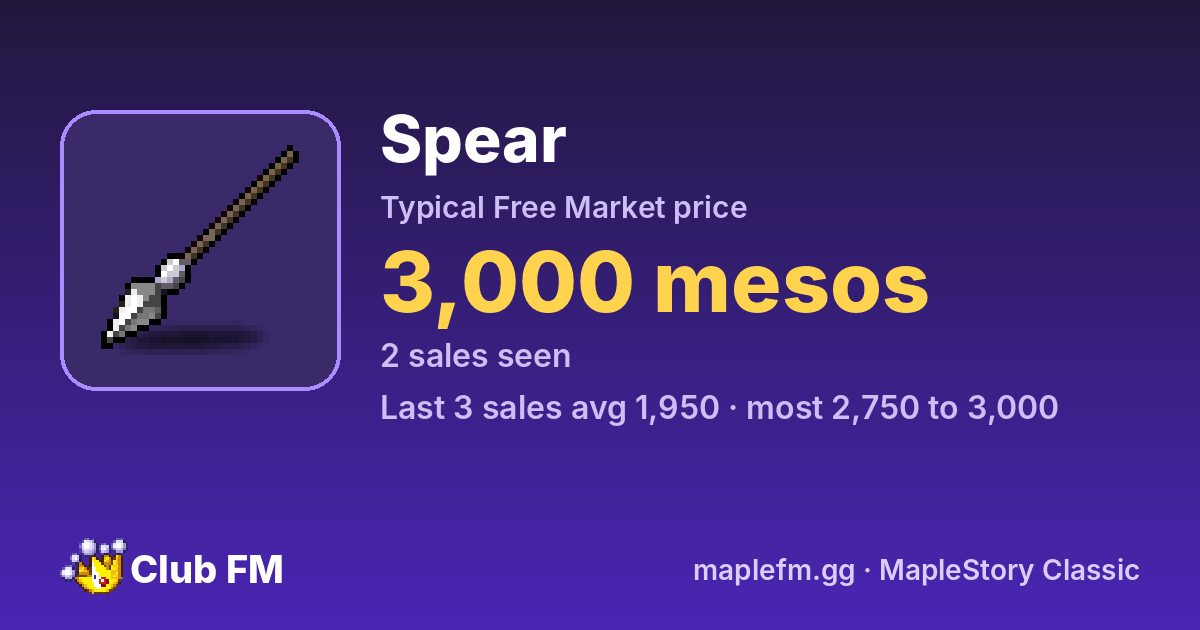 Spear
Typical Free Market price
3,000 mesos
2 sales seen
Last 3 sales avg 1,950 · most 2,750 to 3,000
Club FM
maplefm.gg · MapleStory Classic